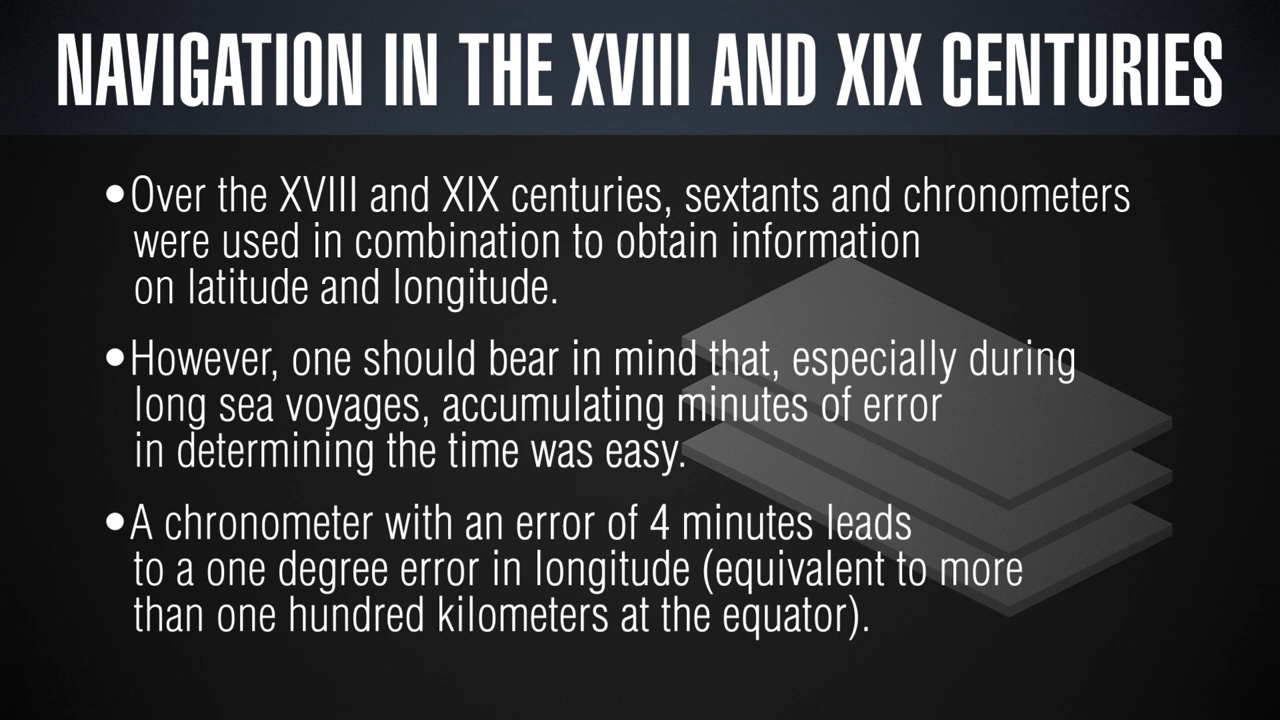 NAVIGATION IN THE XVIII AND XIX CENTURIES
•Over the XVIII and XIX centuries, sextants and chronometers
were used in combination to obtain information
on latitude and longitude.
•However, one should bear in mind that, especially during
long sea voyages, accumulating minutes of error
in determining the time was easy.
•A chronometer with an error of 4 minutes leads
to a one degree error in longitude (equivalent to more
than one hundred kilometers at the equator).